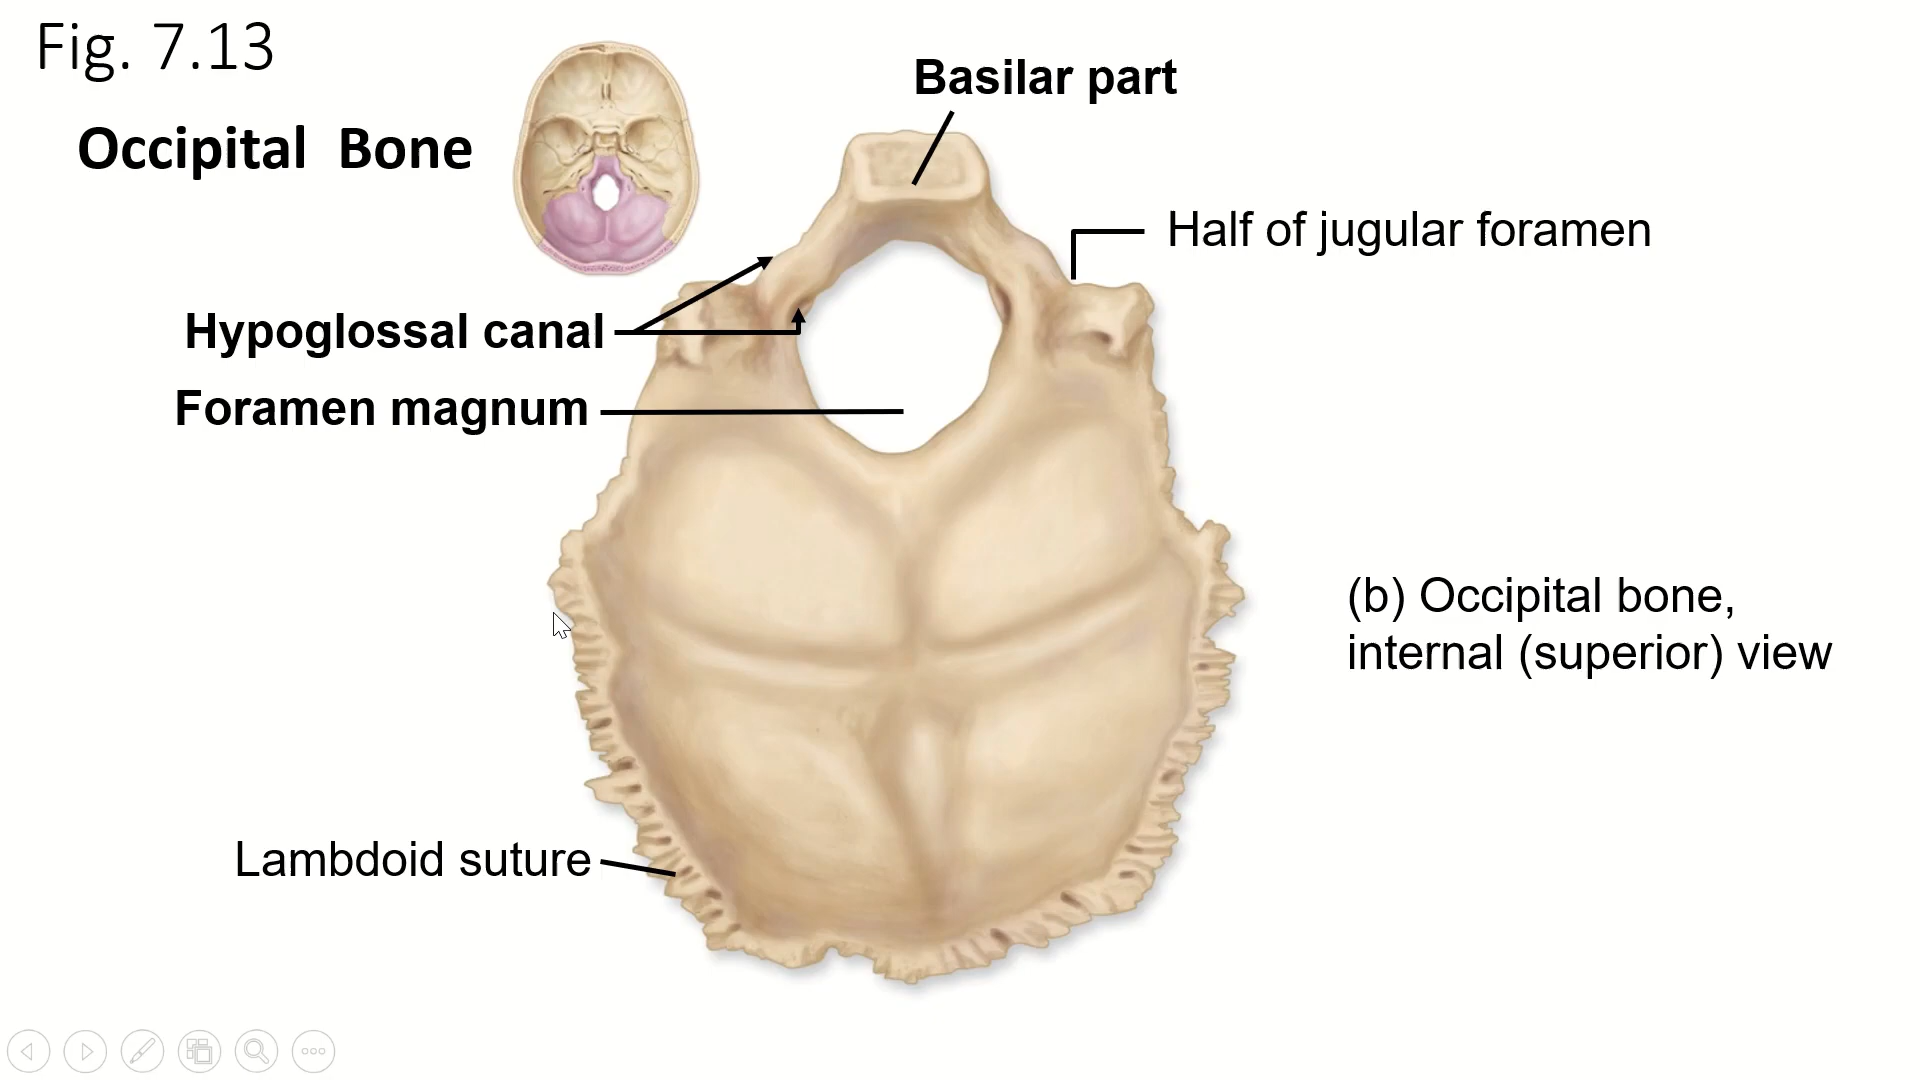 Fig. 7.13
Occipital Bone
Basilar part
Half of jugular foramen
Hypoglossal canal
Foramen magnum
(b) Occipital bone,
internal (superior) view
Lambdoid suture